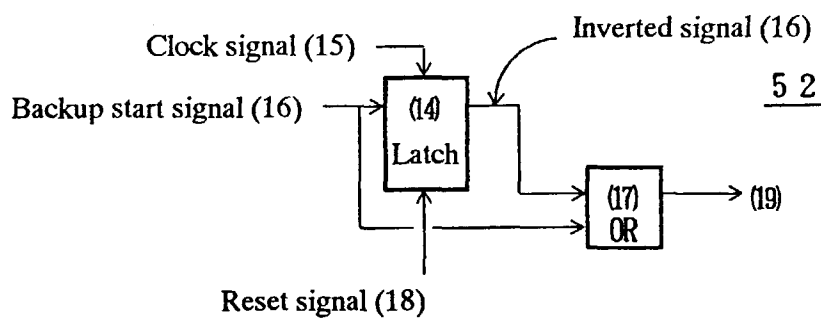 Clock signal (15)
Inverted signal (16)
5 2
Backup start signal (16)
(14)
Latch
(17)
OR
(19)
Reset signal (18)